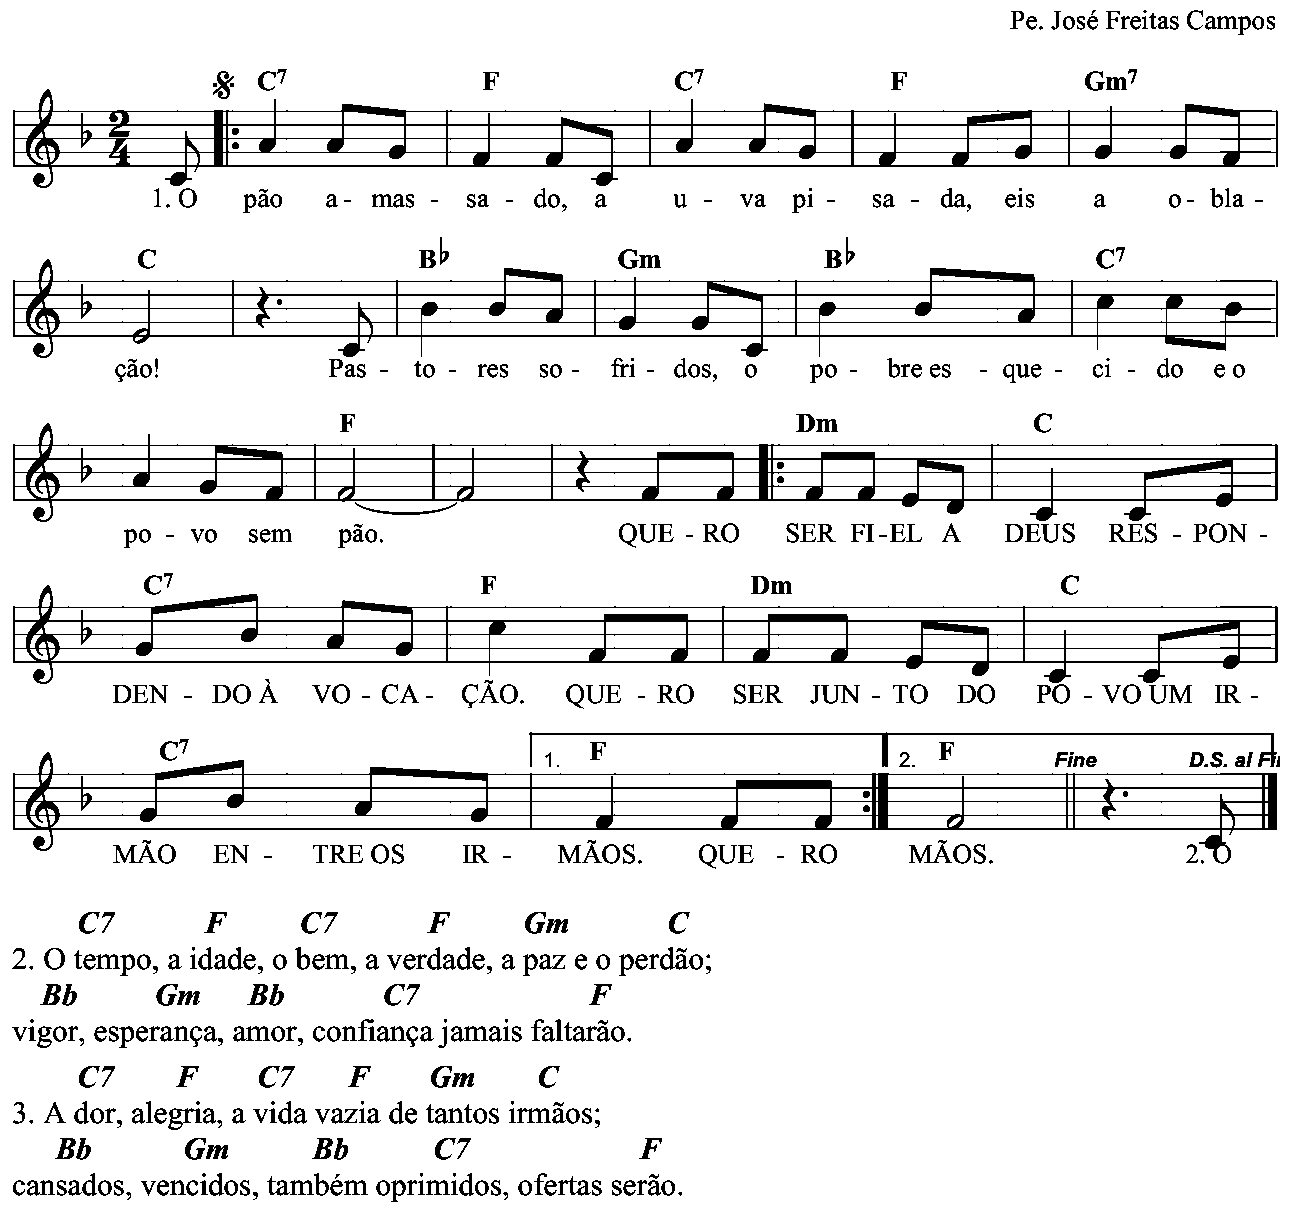 Pe. José Freitas Campos
C7 F C7 F Gm7
2
4
1. O pão a- mas- sa- do, a u- va pi- sa- da, eis a o- bla-
C Bb Gm Bb C7
ção! Pas- to- res so- fri- dos, o po- bre es- que- ci- do e o
F Dm C
po- vo sem pão. QUE- RO SER FI-EL A DEUS RES- PON-
C7 F Dm C
DEN- DO À VO- CA- ÇÃO. QUE- RO SER JUN- TO DO PO- VO UM IR-
C7 1. F 2. F Fine D.S. al Fi
MÃO EN- TRE OS IR- MÃOS. QUE- RO MÃOS. 2. O
C7 F C7 F Gm C
2. O tempo, a idade, o bem, a verdade, a paz e o perdão;
Bb Gm Bb C7 F
vigor, esperança, amor, confiança jamais faltarão.
C7 F C7 F Gm C
3. A dor, alegria, a vida vazia de tantos irmãos;
Bb Gm Bb C7 F
cansados, vencidos, também oprimidos, ofertas serão.